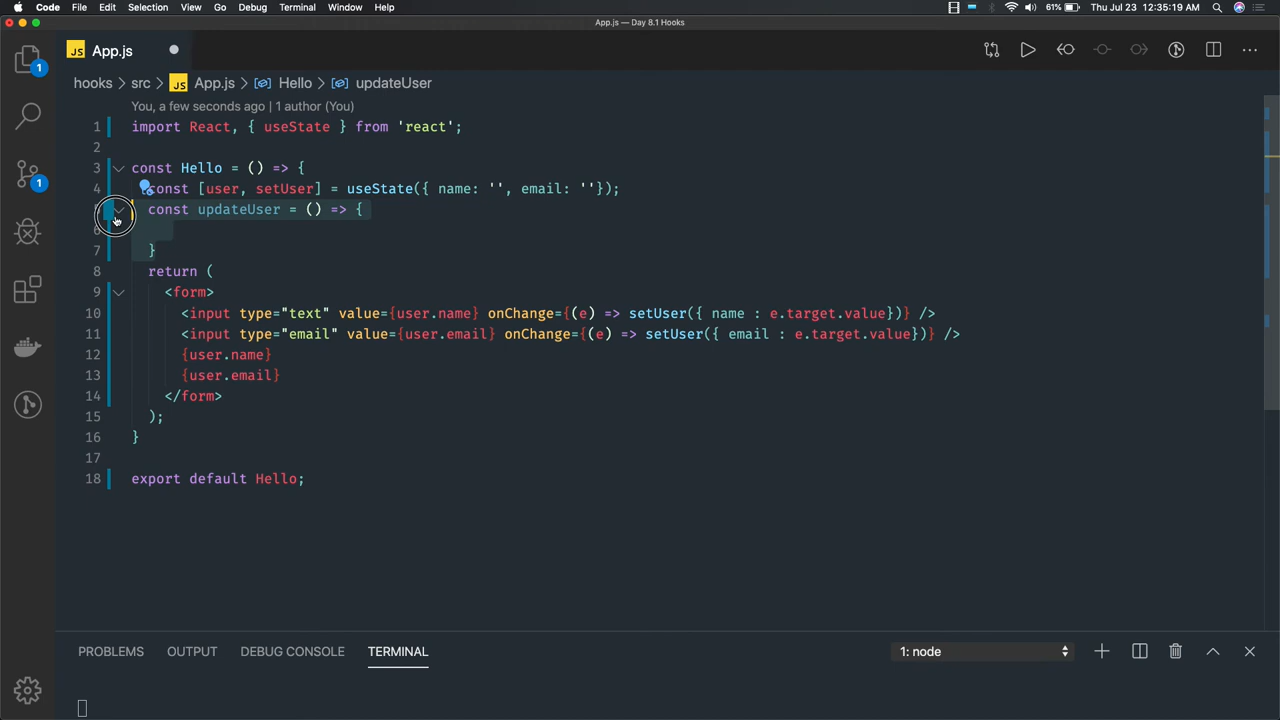 Code File Edit Selection View Go Debug Terminal Window Help 61% Thu Jul 23 12:35:19 AM
App.js — Day 8.1 Hooks
1 JS App.js
hooks > src > JS App.js > Hello > updateUser
You, a few seconds ago | 1 author (You)
1 import React, { useState } from 'react';
2
3 const Hello = () => {
4 const [user, setUser] = useState({ name: '', email: ''});
const updateUser = () => {
6
7 }
8 return (
9 <form>
10 <input type="text" value={user.name} onChange={(e) => setUser({ name : e.target.value})} />
11 <input type="email" value={user.email} onChange={(e) => setUser({ email : e.target.value})} />
12 {user.name}
13 {user.email}
14 </form>
15 );
16 }
17
18 export default Hello;
1
PROBLEMS OUTPUT DEBUG CONSOLE TERMINAL 1: node